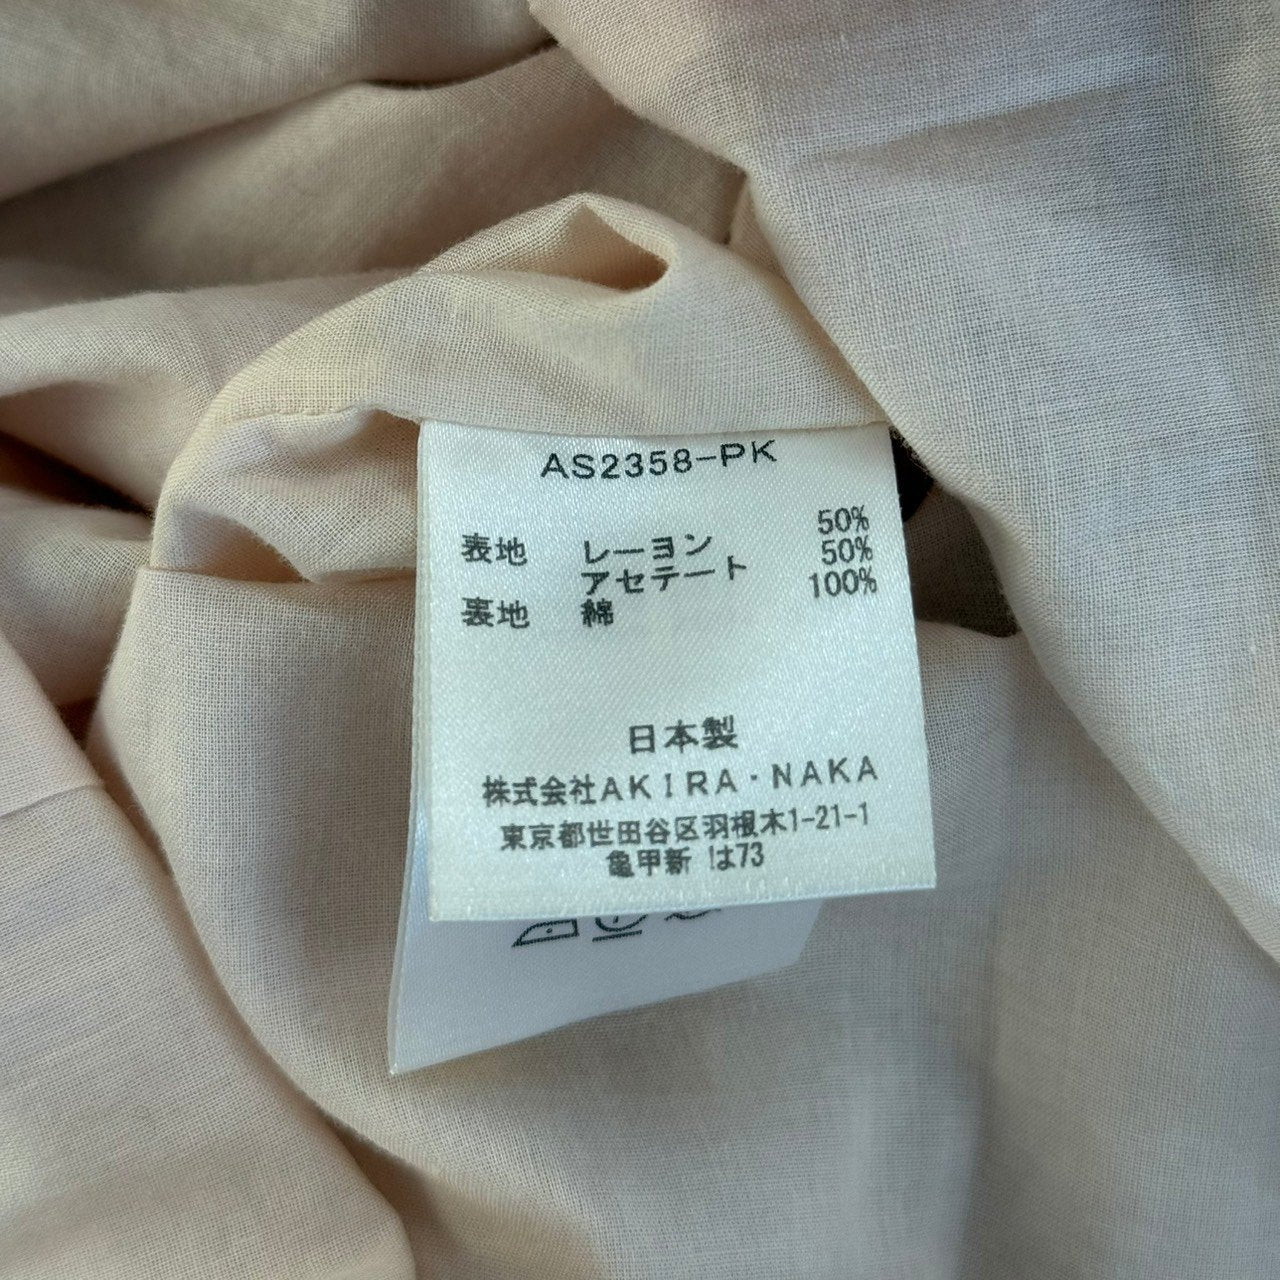 AS2358-PK
表地 レーヨン 50%
アセテート 50%
裏地 綿 100%
日本製
株式会社AKIRA・NAKA
東京都世田谷区羽根木1-21-1
亀甲新 は73